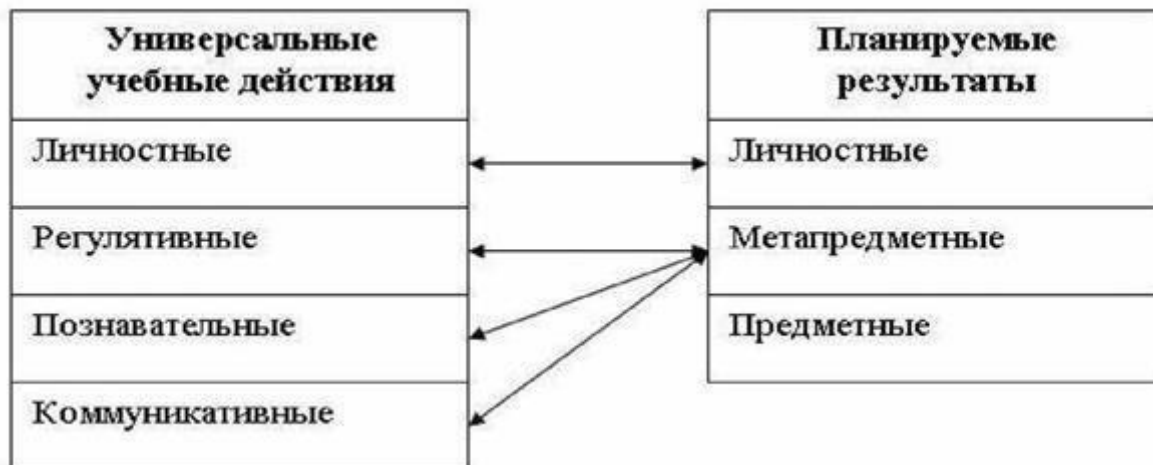 Универсальные
учебные действия
Личностные
Регулятивные
Познавательные
Коммуникативные
Планируемые
результаты
Личностные
Метапредметные
Предметные